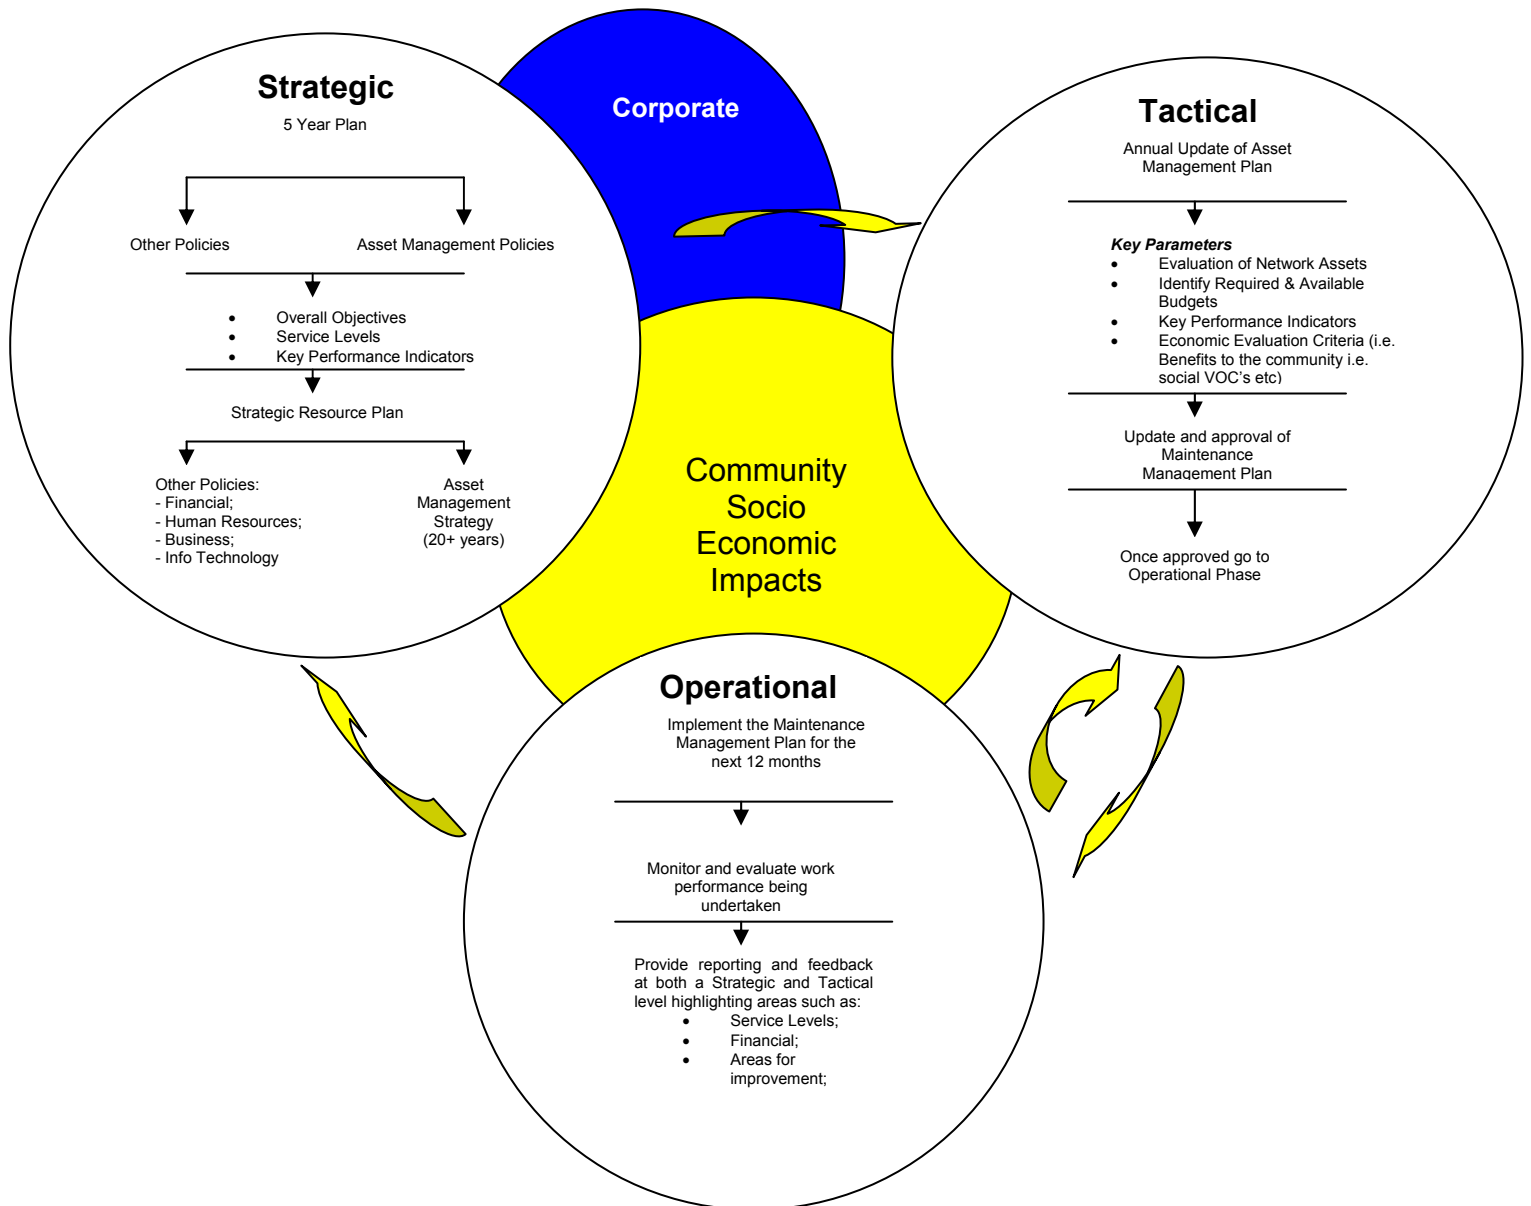 Strategic
5 Year Plan
Other Policies
Asset Management Policies
• Overall Objectives
• Service Levels
• Key Performance Indicators
Strategic Resource Plan
Other Policies:
- Financial;
- Human Resources;
- Business;
- Info Technology
Asset
Management
Strategy
(20+ years)
Corporate
Tactical
Annual Update of Asset
Management Plan
Key Parameters
• Evaluation of Network Assets
• Identify Required & Available
Budgets
• Key Performance Indicators
• Economic Evaluation Criteria (i.e.
Benefits to the community i.e.
social VOC's etc)
Update and approval of
Maintenance
Management Plan
Once approved go to
Operational Phase
Community
Socio
Economic
Impacts
Operational
Implement the Maintenance
Management Plan for the
next 12 months
Monitor and evaluate work
performance being
undertaken
Provide reporting and feedback
at both a Strategic and Tactical
level highlighting areas such as:
• Service Levels;
• Financial;
• Areas for
improvement;